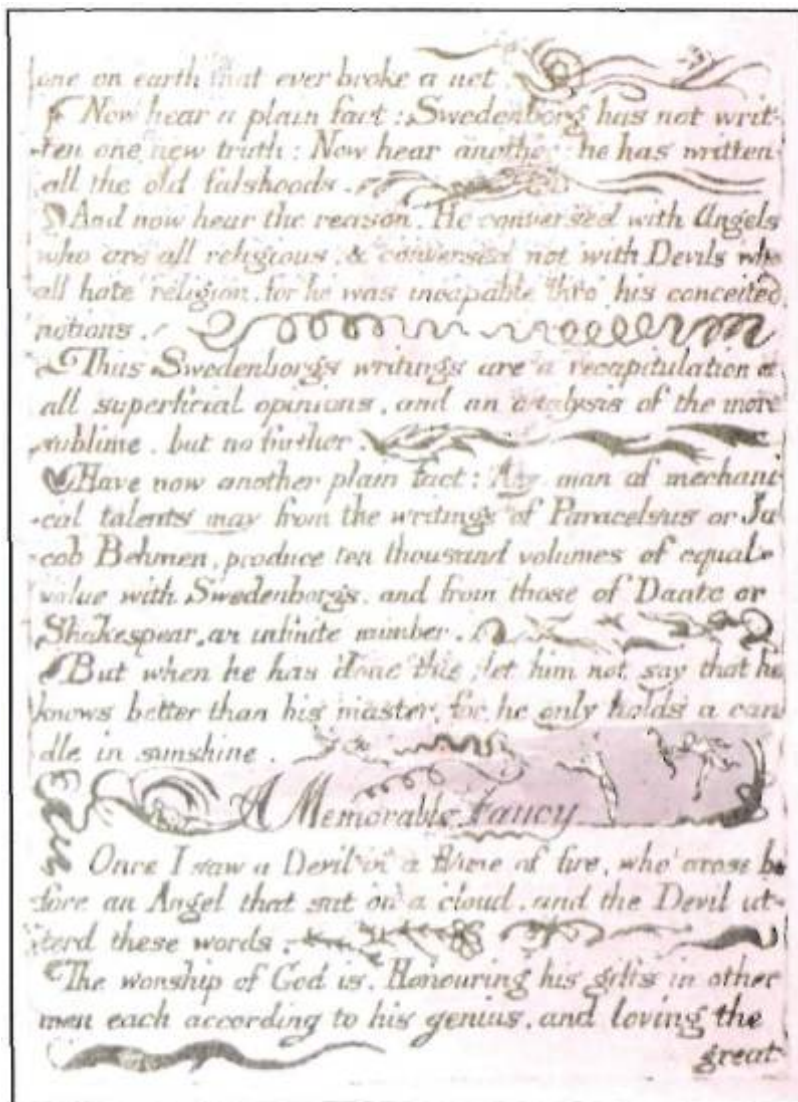 one on earth that ever broke a net.
Now hear a plain fact: Swedenborg has not writ-
-ten one new truth: Now hear another: he has written
all the old falshoods.
And now hear the reason. He conversed with Angels
who are all religious, & conversed not with Devils who
all hate religion, for he was incapable thro' his conceited
notions.
Thus Swedenborgs writings are a recapitulation of
all superficial opinions, and an analysis of the more
sublime, but no further.
Have now another plain fact: Any man of mechani
-cal talents may from the writings of Paracelsus or Ja
cob Behmen, produce ten thousand volumes of equal
value with Swedenborg's, and from those of Dante or
Shakespear, an infinite number.
But when he has done this, let him not say that he
knows better than his master, for he only holds a can
dle in sunshine.
A Memorable Fancy
Once I saw a Devil in a flame of fire, who arose be
fore an Angel that sat on a cloud, and the Devil ut-
terd these words.
The worship of God is, Honouring his gifts in other
men each according to his genius, and loving the
great